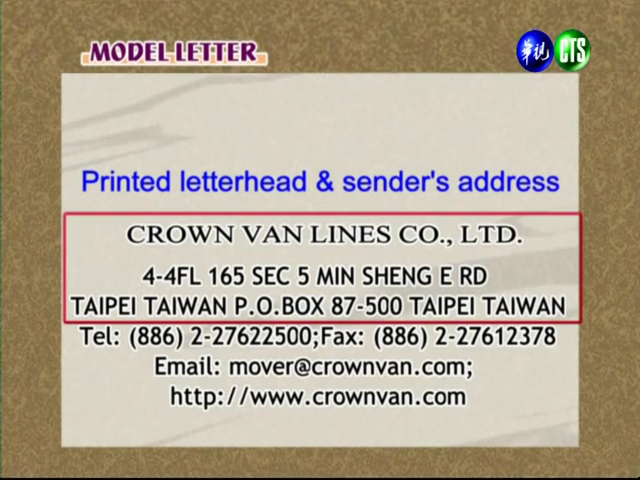 MODEL LETTER
華視 CTS
Printed letterhead & sender's address
CROWN VAN LINES CO., LTD.
4-4FL 165 SEC 5 MIN SHENG E RD
TAIPEI TAIWAN P.O.BOX 87-500 TAIPEI TAIWAN
Tel: (886) 2-27622500;Fax: (886) 2-27612378
Email: mover@crownvan.com;
http://www.crownvan.com